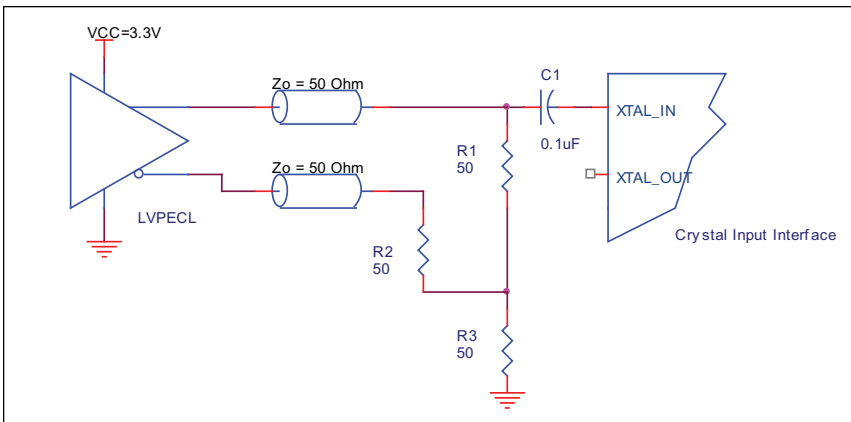 VCC=3.3V
Zo = 50 Ohm
C1
0.1uF
XTAL_IN
R1
50
Zo = 50 Ohm
XTAL_OUT
LVPECL
Crystal Input Interface
R2
50
R3
50